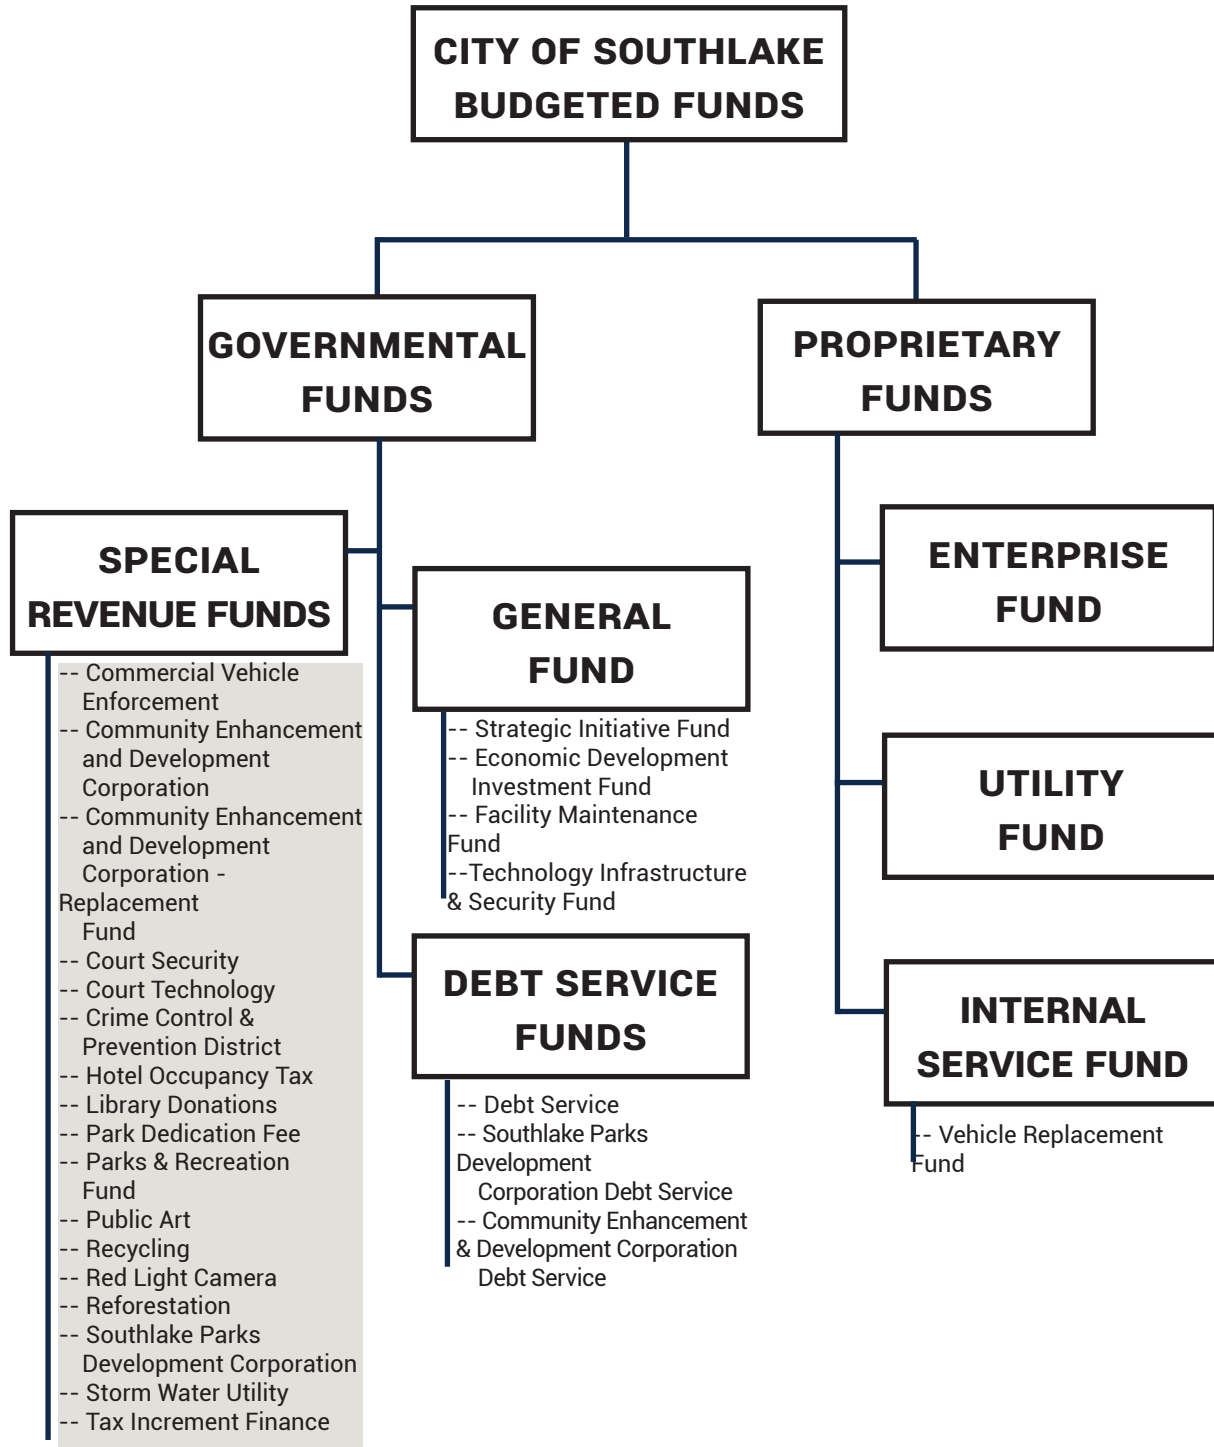 CITY OF SOUTHLAKE
BUDGETED FUNDS
GOVERNMENTAL
FUNDS
PROPRIETARY
FUNDS
SPECIAL
REVENUE FUNDS
-- Commercial Vehicle
Enforcement
-- Community Enhancement
and Development
Corporation
-- Community Enhancement
and Development
Corporation -
Replacement
Fund
-- Court Security
-- Court Technology
-- Crime Control &
Prevention District
-- Hotel Occupancy Tax
-- Library Donations
-- Park Dedication Fee
-- Parks & Recreation
Fund
-- Public Art
-- Recycling
-- Red Light Camera
-- Reforestation
-- Southlake Parks
Development Corporation
-- Storm Water Utility
-- Tax Increment Finance
GENERAL
FUND
-- Strategic Initiative Fund
-- Economic Development
Investment Fund
-- Facility Maintenance
Fund
--Technology Infrastructure
& Security Fund
DEBT SERVICE
FUNDS
-- Debt Service
-- Southlake Parks
Development
Corporation Debt Service
-- Community Enhancement
& Development Corporation
Debt Service
ENTERPRISE
FUND
UTILITY
FUND
INTERNAL
SERVICE FUND
-- Vehicle Replacement
Fund